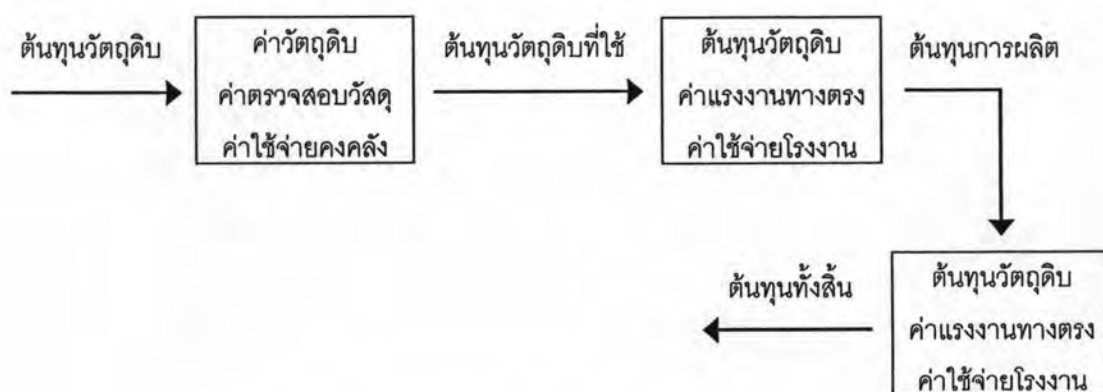 ต้นทุนวัตถุดิบ
ค่าวัตถุดิบ
ค่าตรวจสอบวัสดุ
ค่าใช้จ่ายคงคลัง
ต้นทุนวัตถุดิบที่ใช้
ต้นทุนวัตถุดิบ
ค่าแรงงานทางตรง
ค่าใช้จ่ายโรงงาน
ต้นทุนการผลิต
ต้นทุนวัตถุดิบ
ค่าแรงงานทางตรง
ค่าใช้จ่ายโรงงาน
ต้นทุนทั้งสิ้น